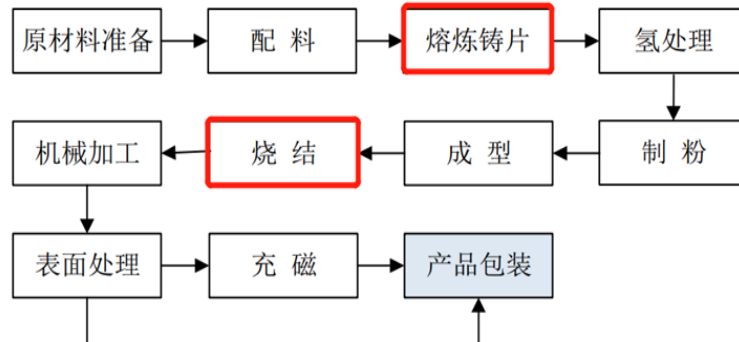 原材料准备
配 料
熔炼铸片
氢处理
制 粉
成 型
烧 结
机械加工
表面处理
充 磁
产品包装